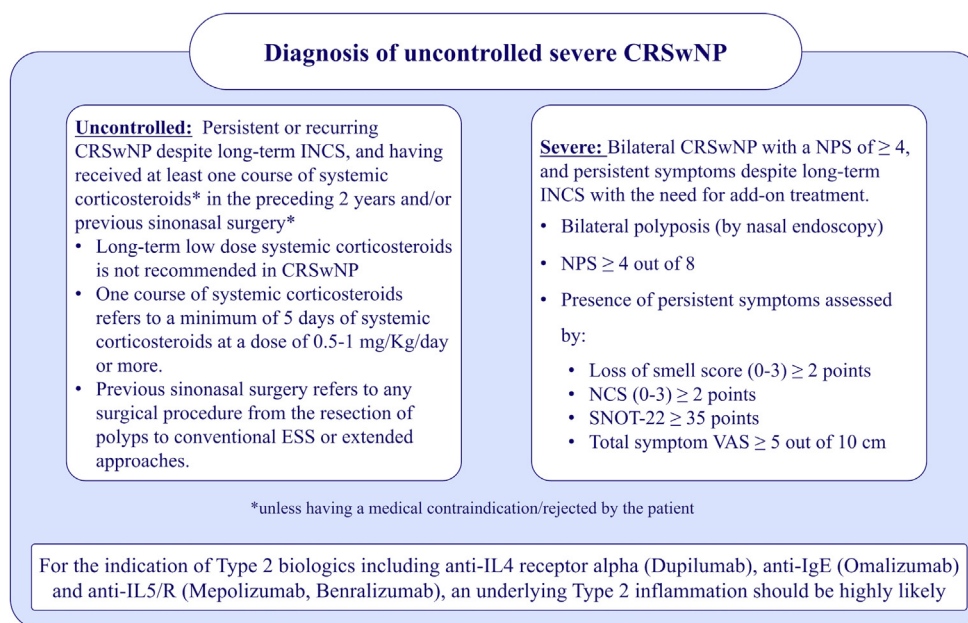 Diagnosis of uncontrolled severe CRSwNP
Uncontrolled: Persistent or recurring
CRSwNP despite long-term INCS, and having
received at least one course of systemic
corticosteroids* in the preceding 2 years and/or
previous sinonasal surgery*
• Long-term low dose systemic corticosteroids
is not recommended in CRSwNP
• One course of systemic corticosteroids
refers to a minimum of 5 days of systemic
corticosteroids at a dose of 0.5-1 mg/Kg/day
or more.
• Previous sinonasal surgery refers to any
surgical procedure from the resection of
polyps to conventional ESS or extended
approaches.
Severe: Bilateral CRSwNP with a NPS of ≥ 4,
and persistent symptoms despite long-term
INCS with the need for add-on treatment.
• Bilateral polyposis (by nasal endoscopy)
• NPS ≥ 4 out of 8
• Presence of persistent symptoms assessed
by:
• Loss of smell score (0-3) ≥ 2 points
• NCS (0-3) ≥ 2 points
• SNOT-22 ≥ 35 points
• Total symptom VAS ≥ 5 out of 10 cm
*unless having a medical contraindication/rejected by the patient
For the indication of Type 2 biologics including anti-IL4 receptor alpha (Dupilumab), anti-IgE (Omalizumab)
and anti-IL5/R (Mepolizumab, Benralizumab), an underlying Type 2 inflammation should be highly likely